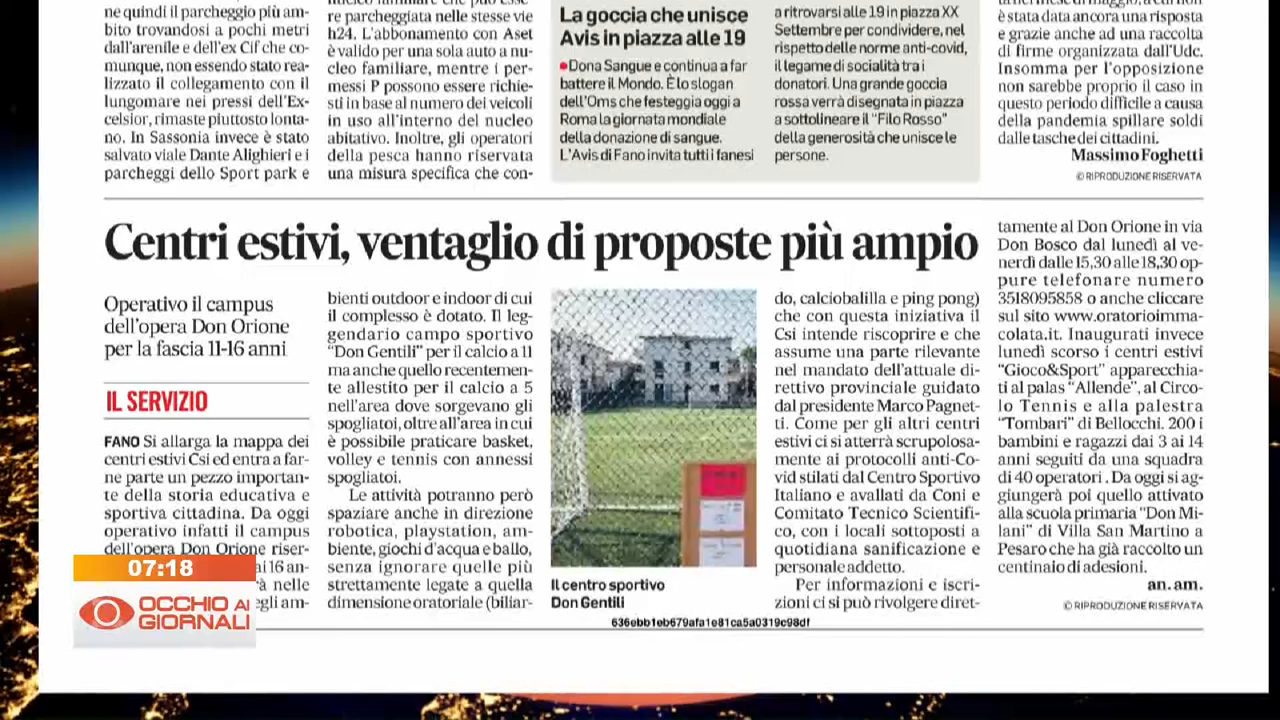 ne quindi il parcheggio più am-
bito trovandosi a pochi metri
dall'arenile e dell'ex Cif che co-
munque, non essendo stato rea-
lizzato il collegamento con il
lungomare nei pressi dell'Ex-
celsior, rimaste piuttosto lonta-
no. In Sassonia invece è stato
salvato viale Dante Alighieri e i
parcheggi dello Sport park e
re parcheggiata nelle stesse vie
h24. L'abbonamento con Aset
è valido per una sola auto a nu-
cleo familiare, mentre i per-
messi P possono essere richie-
sti in base al numero dei veicoli
in uso all'interno del nucleo
abitativo. Inoltre, gli operatori
della pesca hanno riservata
una misura specifica che con-
La goccia che unisce
Avis in piazza alle 19
Dona Sangue e continua a far
battere il Mondo. È lo slogan
dell'Oms che festeggia oggi a
Roma la giornata mondiale
della donazione di sangue.
L'Avis di Fano invita tutti i fanesi
a ritrovarsi alle 19 in piazza XX
Settembre per condividere, nel
rispetto delle norme anti-covid,
il legame di socialità tra i
donatori. Una grande goccia
rossa verrà disegnata in piazza
a sottolineare il "Filo Rosso"
della generosità che unisce le
persone.
è stata data ancora una risposta
e grazie anche ad una raccolta
di firme organizzata dall'Udc.
Insomma per l'opposizione
non sarebbe proprio il caso in
questo periodo difficile a causa
della pandemia spillare soldi
dalle tasche dei cittadini.
Massimo Foghetti
© RIPRODUZIONE RISERVATA
Centri estivi, ventaglio di proposte più ampio
Operativo il campus
dell'opera Don Orione
per la fascia 11-16 anni
IL SERVIZIO
FANO Si allarga la mappa dei
centri estivi Csi ed entra a far-
ne parte un pezzo importan-
te della storia educativa e
sportiva cittadina. Da oggi
operativo infatti il campus
dell'opera Don Orione riser-
ai 16 an-
nelle
egli am-
bienti outdoor e indoor di cui
il complesso è dotato. Il leg-
gendario campo sportivo
"Don Gentili" per il calcio a 11
ma anche quello recentemen-
te allestito per il calcio a 5
nell'area dove sorgevano gli
spogliatoi, oltre all'area in cui
è possibile praticare basket,
volley e tennis con annessi
spogliatoi.
Le attività potranno però
spaziare anche in direzione
robotica, playstation, am-
biente, giochi d'acqua e ballo,
senza ignorare quelle più
strettamente legate a quella
dimensione oratoriale (biliar-
Il centro sportivo
Don Gentili
do, calciobalilla e ping pong)
che con questa iniziativa il
Csi intende riscoprire e che
assume una parte rilevante
nel mandato dell'attuale di-
rettivo provinciale guidato
dal presidente Marco Pagnet-
ti. Come per gli altri centri
estivi ci si atterrà scrupolosa-
mente ai protocolli anti-Co-
vid stilati dal Centro Sportivo
Italiano e avallati da Coni e
Comitato Tecnico Scientifi-
co, con i locali sottoposti a
quotidiana sanificazione e
personale addetto.
Per informazioni e iscri-
zioni ci si può rivolgere diret-
tamente al Don Orione in via
Don Bosco dal lunedì al ve-
nerdì dalle 15,30 alle 18,30 op-
pure telefonare numero
3518095858 o anche cliccare
sul sito www.oratorioimma-
colata.it. Inaugurati invece
lunedì scorso i centri estivi
"Gioco&Sport" apparecchia-
ti al palas "Allende", al Circo-
lo Tennis e alla palestra
"Tombari" di Bellocchi. 200 i
bambini e ragazzi dai 3 ai 14
anni seguiti da una squadra
di 40 operatori. Da oggi si ag-
giungerà poi quello attivato
alla scuola primaria "Don Mi-
lani" di Villa San Martino a
Pesaro che ha già raccolto un
centinaio di adesioni.
an. am.
© RIPRODUZIONE RISERVATA
636ebb1eb679afa1e81ca5a0319c98df
07:18
OCCHIO AI
GIORNALI